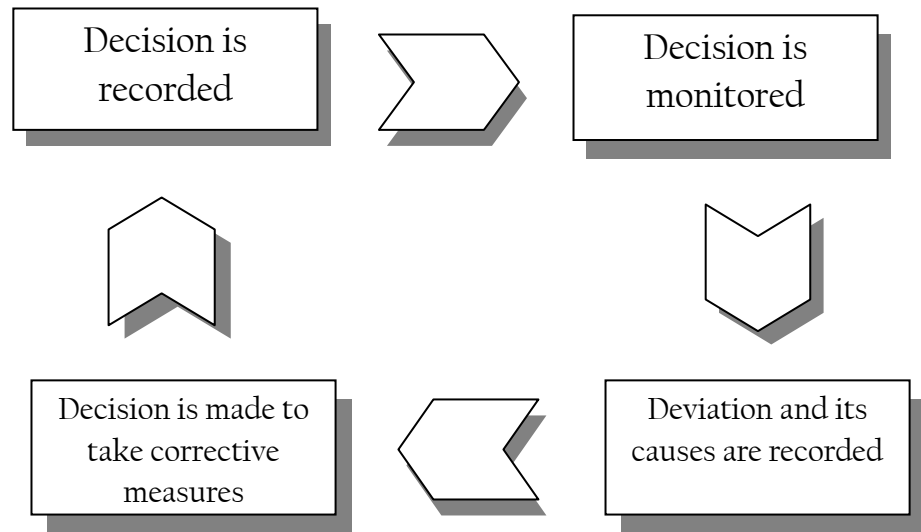 Decision is
recorded
Decision is
monitored
Decision is made to
take corrective
measures
Deviation and its
causes are recorded